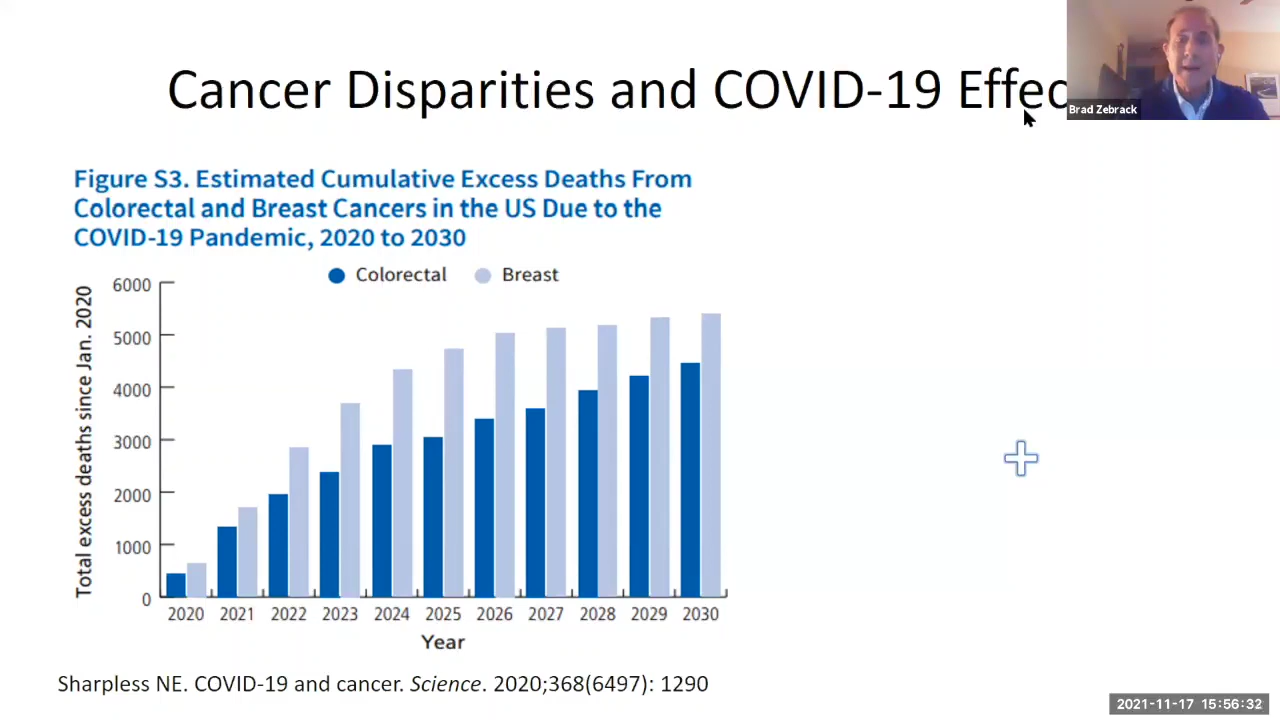 Cancer Disparities and COVID-19 Effec
Brad Zebrack
Figure S3. Estimated Cumulative Excess Deaths From
Colorectal and Breast Cancers in the US Due to the
COVID-19 Pandemic, 2020 to 2030
Colorectal Breast
Total excess deaths since Jan. 2020
6000
5000
4000
3000
2000
1000
0
2020 2021 2022 2023 2024 2025 2026 2027 2028 2029 2030
Year
Sharpless NE. COVID-19 and cancer. Science. 2020;368(6497): 1290
2021-11-17 15:56:32